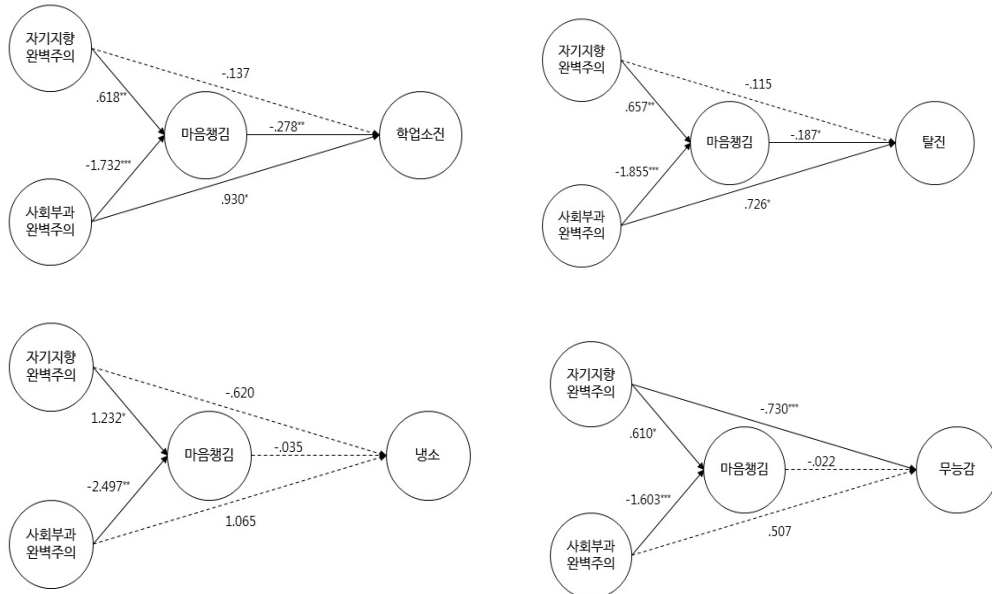 자기지향
완벽주의
-.137
.618**
마음챙김
-.278**
학업소진
-1.732***
.930*
사회부과
완벽주의
자기지향
완벽주의
-.115
.657**
마음챙김
-.187*
탈진
-1.855***
.726*
사회부과
완벽주의
자기지향
완벽주의
-.620
1.232*
마음챙김
-.035
냉소
-2.497**
1.065
사회부과
완벽주의
자기지향
완벽주의
-.730***
.610*
마음챙김
-.022
무능감
-1.603***
.507
사회부과
완벽주의